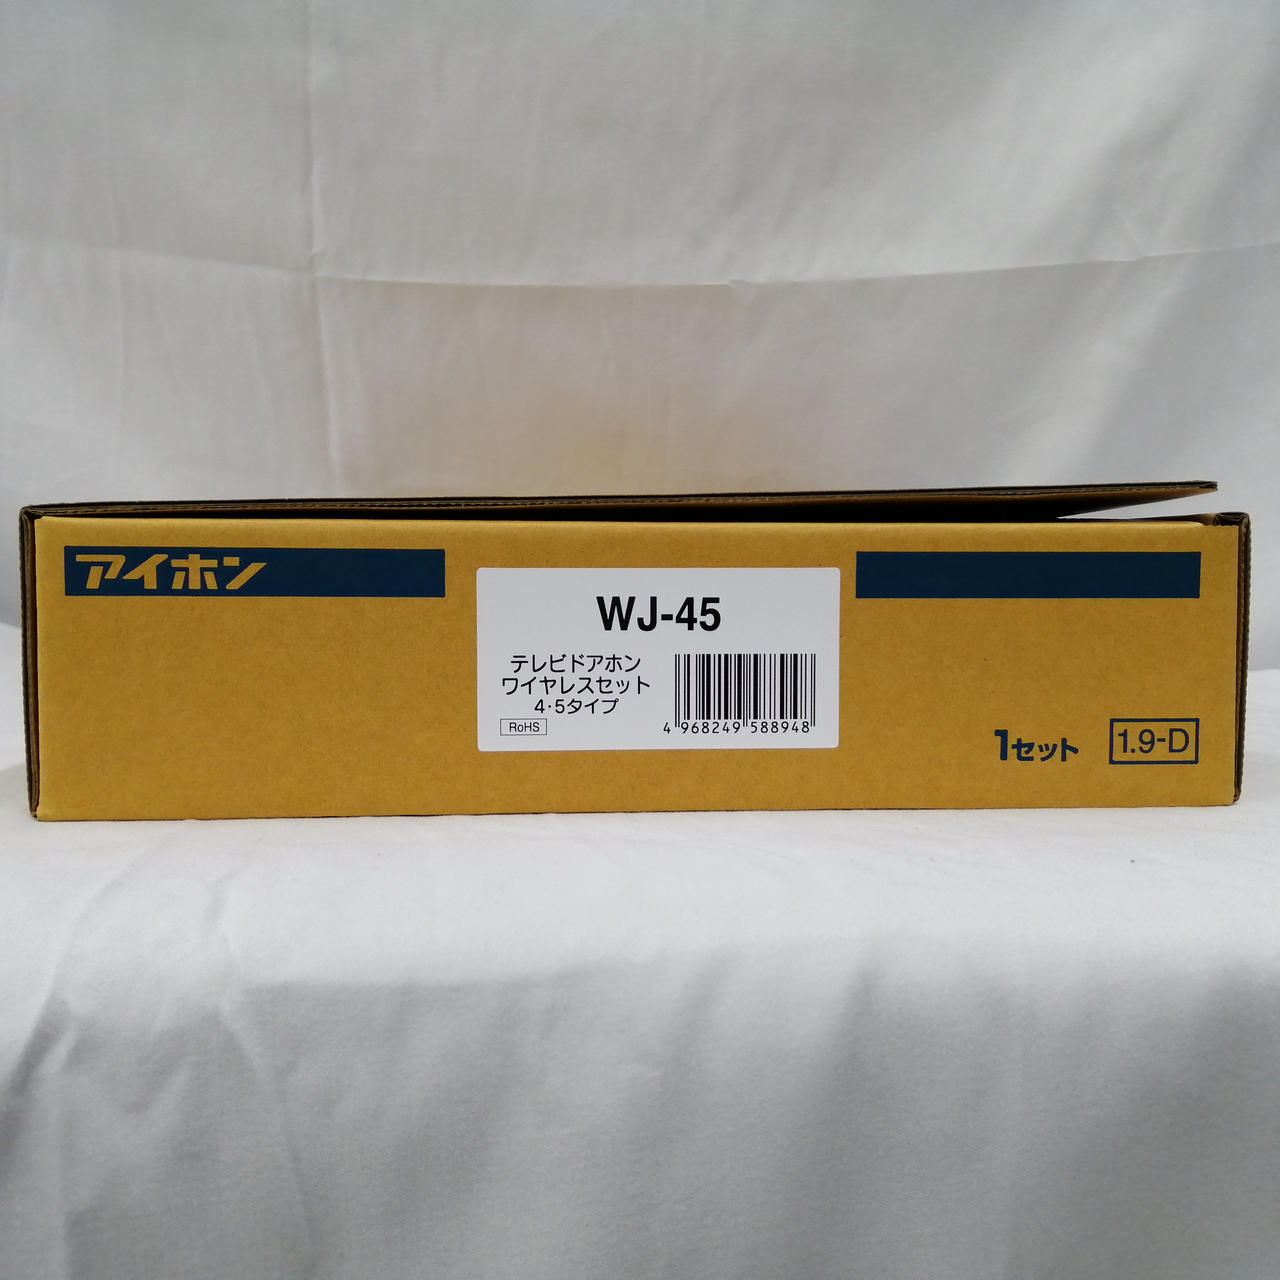 アイホン
WJ-45
テレビドアホン
ワイヤレスセット
4・5タイプ
RoHS
4 968249 588948
1セット
1.9-D